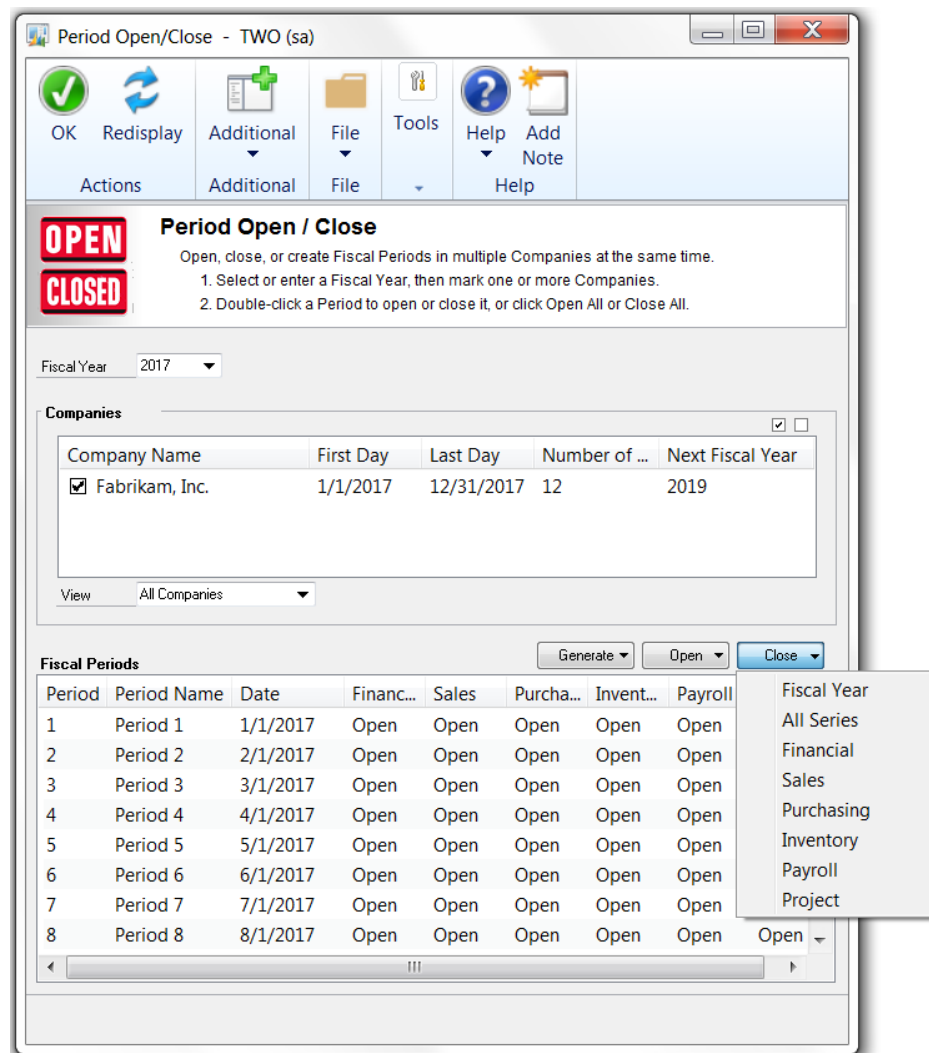 Period Open/Close - TWO (sa)
OK Redisplay Additional File Tools Help Add Note
Actions Additional File Help
OPEN
CLOSED
Period Open / Close
Open, close, or create Fiscal Periods in multiple Companies at the same time.
1. Select or enter a Fiscal Year, then mark one or more Companies.
2. Double-click a Period to open or close it, or click Open All or Close All.
Fiscal Year 2017
Companies
Company Name First Day Last Day Number of ... Next Fiscal Year
Fabrikam, Inc. 1/1/2017 12/31/2017 12 2019
View All Companies
Fiscal Periods Generate Open Close
Period Period Name Date Financ... Sales Purcha... Invent... Payroll
1 Period 1 1/1/2017 Open Open Open Open Open
2 Period 2 2/1/2017 Open Open Open Open Open
3 Period 3 3/1/2017 Open Open Open Open Open
4 Period 4 4/1/2017 Open Open Open Open Open
5 Period 5 5/1/2017 Open Open Open Open Open
6 Period 6 6/1/2017 Open Open Open Open Open
7 Period 7 7/1/2017 Open Open Open Open Open
8 Period 8 8/1/2017 Open Open Open Open Open Open
Fiscal Year
All Series
Financial
Sales
Purchasing
Inventory
Payroll
Project